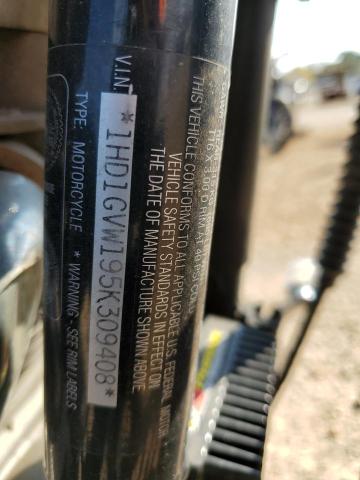 THIS VEHICLE CONFORMS TO ALL APPLICABLE U.S. FEDERAL MOTOR
VEHICLE SAFETY STANDARDS IN EFFECT ON
THE DATE OF MANUFACTURE SHOWN ABOVE
V.I.N. *1HD1GVW195K309408*
TYPE: MOTORCYCLE * WARNING - SEE RIM LABELS